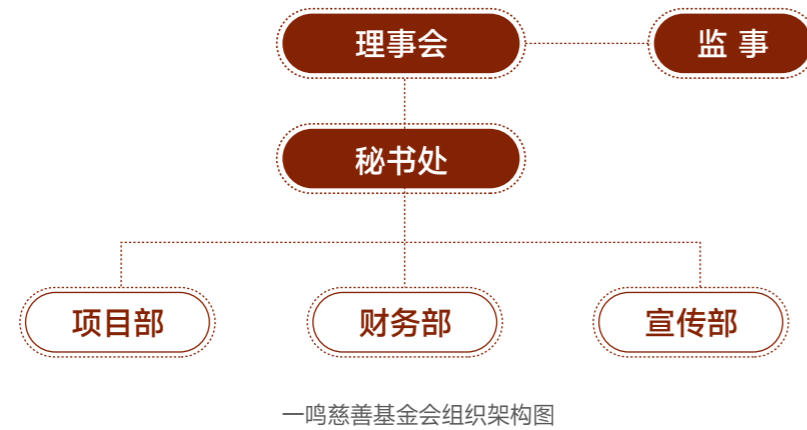 理事会
监 事
秘书处
项目部
财务部
宣传部
一鸣慈善基金会组织架构图